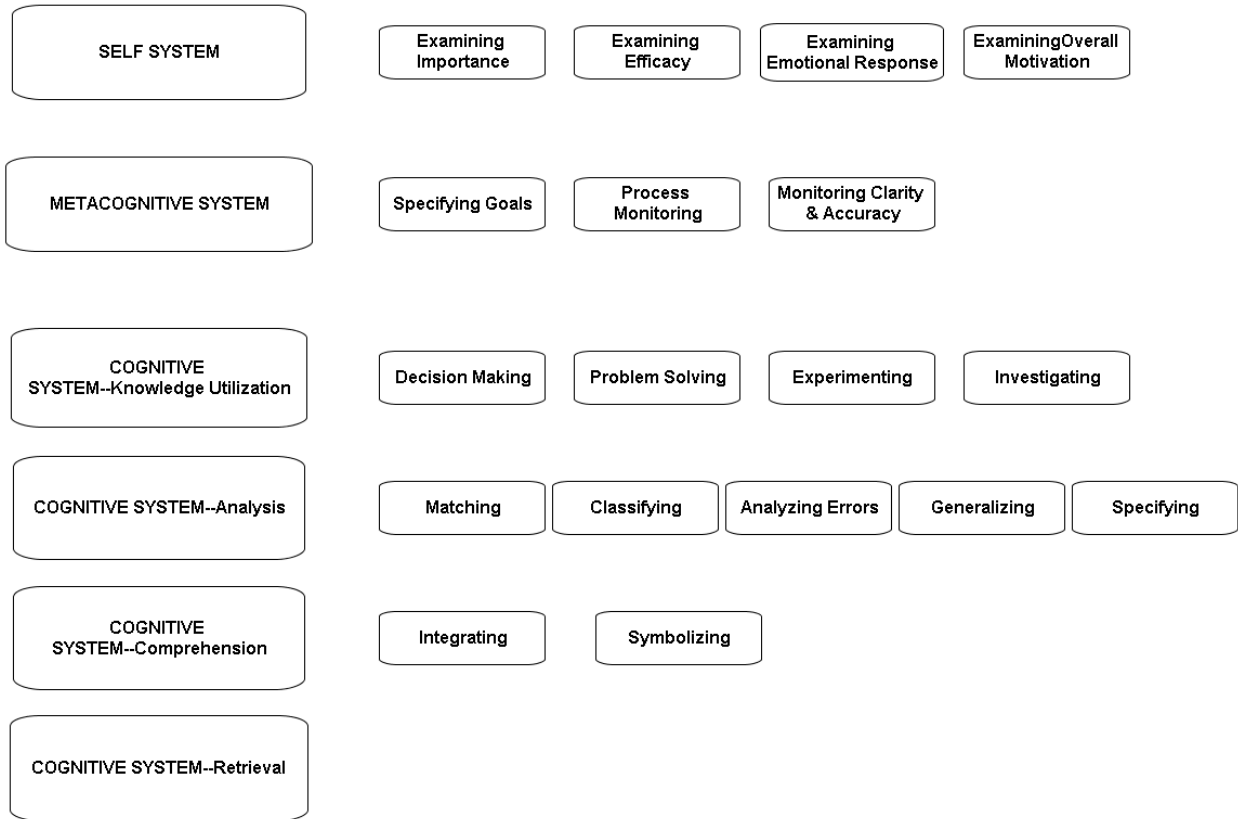 SELF SYSTEM
Examining
Importance
Examining
Efficacy
Examining
Emotional Response
ExaminingOverall
Motivation
METACOGNITIVE SYSTEM
Specifying Goals
Process
Monitoring
Monitoring Clarity
& Accuracy
COGNITIVE
SYSTEM--Knowledge Utilization
Decision Making
Problem Solving
Experimenting
Investigating
COGNITIVE SYSTEM--Analysis
Matching
Classifying
Analyzing Errors
Generalizing
Specifying
COGNITIVE
SYSTEM--Comprehension
Integrating
Symbolizing
COGNITIVE SYSTEM--Retrieval